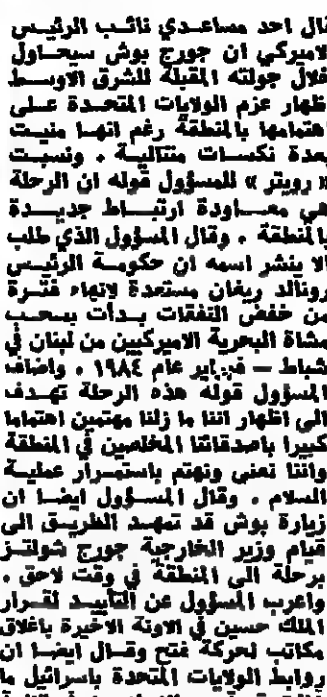 قال احد مساعدي نائب الرئيس
الاميركي ان جورج بوش سيحاول
خلال جولته المقبلة للشرق الاوسط
اظهار عزم الولايات المتحدة على
اهتمامها بالمنطقة رغم انها منيت
بعدة نكسات متتالية . ونسبت
« رويتر » للمسؤول قوله ان الرحلة
هي معاودة ارتباط جديدة
بالمنطقة . وقال المسؤول الذي طلب
الا ينشر اسمه ان حكومة الرئيس
رونالد ريغان مستعدة لانهاء فترة
من خفض النفقات بدأت بسحب
مشاة البحرية الاميركيين من لبنان في
شباط — فبراير عام ١٩٨٤ . واضاف
المسؤول قوله هذه الرحلة تهدف
الى اظهار اننا ما زلنا مهتمين اهتماما
كبيرا باصدقائنا المخلصين في المنطقة
واننا نعنى ونهتم باستمرار عملية
السلام . وقال المسؤول ايضا ان
زيارة بوش قد تمهد الطريق الى
قيام وزير الخارجية جورج شولتز
برحلة الى المنطقة في وقت لاحق .
واعرب المسؤول عن التأييد لقرار
الملك حسين في الاونة الاخيرة باغلاق
مكاتب لحركة فتح وقال ايضا ان
روابط الولايات المتحدة باسرائيل ما